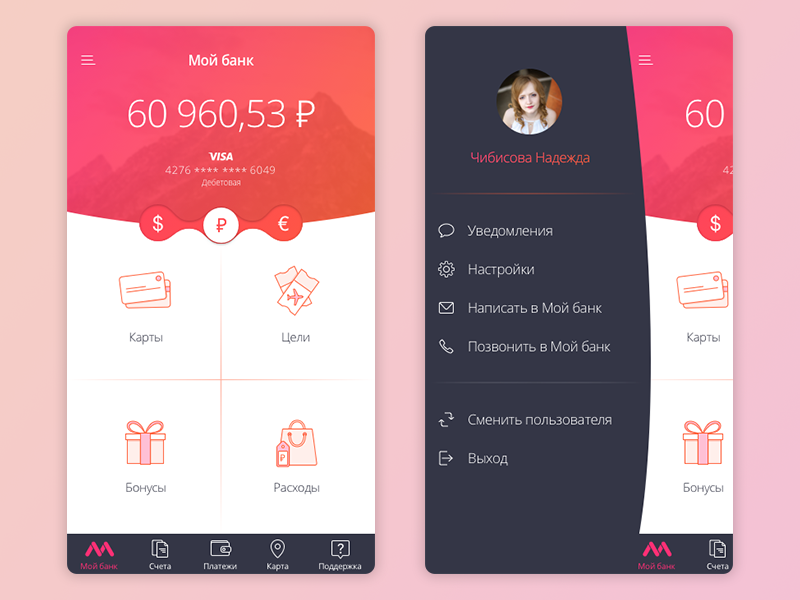 Мой банк
60 960,53 ₽
VISA
4276 **** **** 6049
Дебетовая
$ ₽ €
Карты Цели
₽
Бонусы Расходы
Мой банк Счета Платежи Карта Поддержка
Чибисова Надежда
Уведомления
Настройки
Написать в Мой банк
Позвонить в Мой банк
Сменить пользователя
Выход
60
42
$
Карты
Бонусы
Мой банк Счета